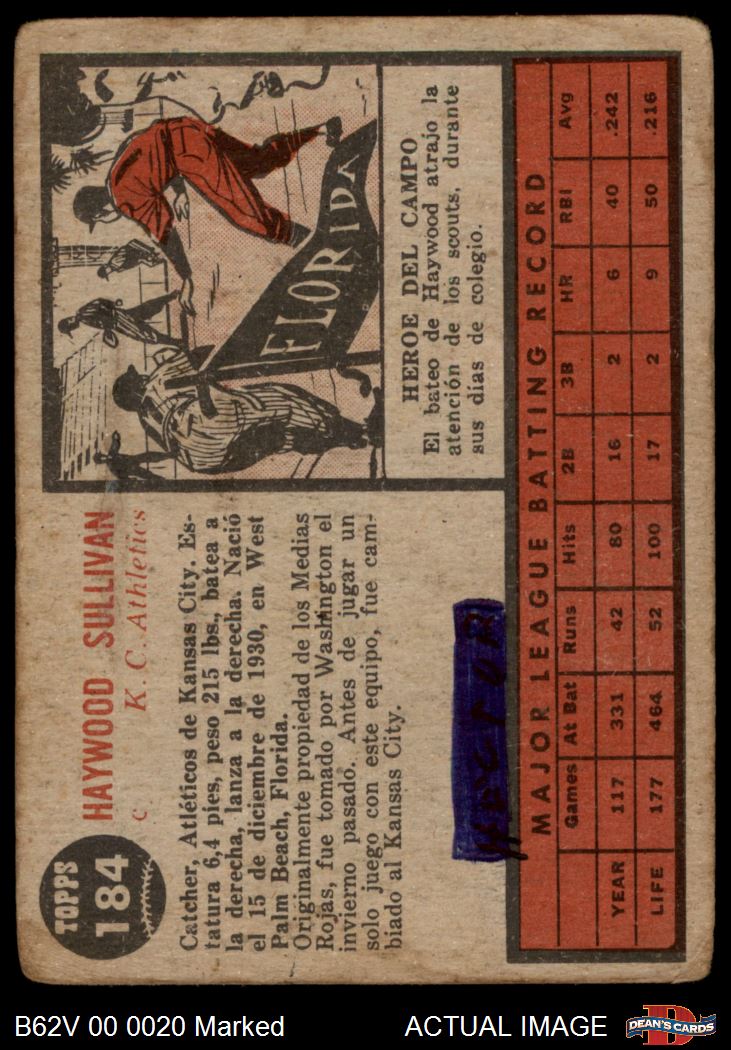 TOPPS
184
HAYWOOD SULLIVAN
C K. C. Athletics
Catcher, Atléticos de Kansas City. Es-
tatura 6,4 pies, peso 215 lbs., batea a
la derecha, lanza a la derecha. Nació
el 15 de diciembre de 1930, en West
Palm Beach, Florida.
Originalmente propiedad de los Medias
Rojas, fue tomado por Washington el
invierno pasado. Antes de jugar un
solo juego con este equipo, fue cam-
biado al Kansas City.
FLORIDA
HEROE DEL CAMPO
El bateo de Haywood atrajo la
atención de los scouts, durante
sus días de colegio.
MAJOR LEAGUE BATTING RECORD
Games At Bat Runs Hits 2B 3B HR RBI Avg
YEAR 117 331 42 80 16 2 6 40 .242
LIFE 177 464 52 100 17 2 9 50 .216
B62V 00 0020 Marked
ACTUAL IMAGE
DEAN'S CARDS